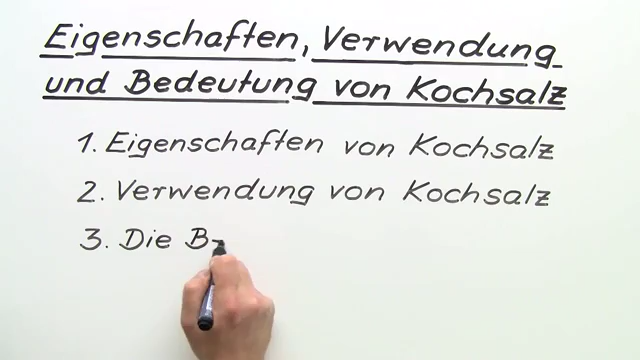 Eigenschaften, Verwendung
und Bedeutung von Kochsalz
1. Eigenschaften von Kochsalz
2. Verwendung von Kochsalz
3. Die B